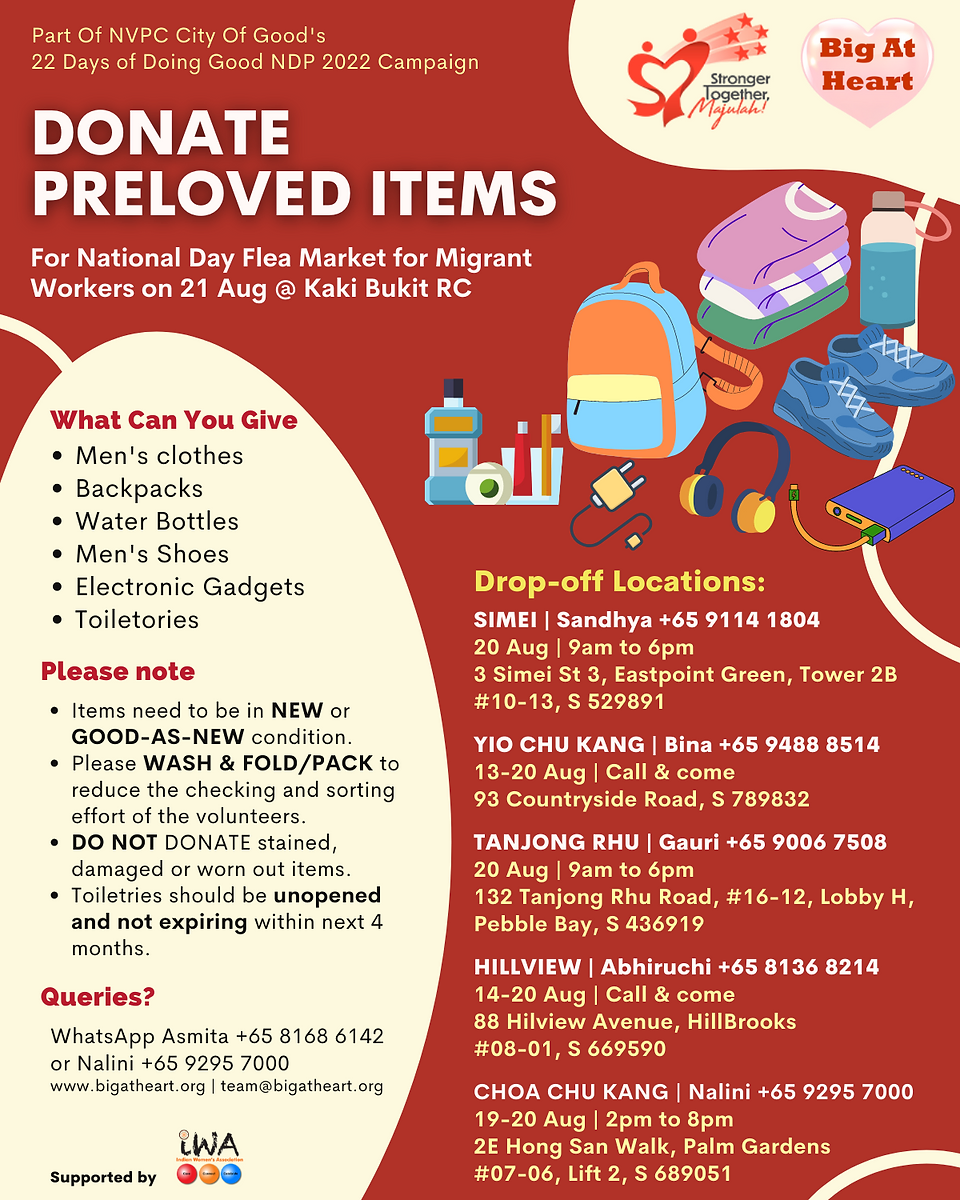 Part Of NVPC City Of Good's
22 Days of Doing Good NDP 2022 Campaign
Stronger
Together,
Majulah!
Big At
Heart
DONATE
PRELOVED ITEMS
For National Day Flea Market for Migrant
Workers on 21 Aug @ Kaki Bukit RC
What Can You Give
• Men's clothes
• Backpacks
• Water Bottles
• Men's Shoes
• Electronic Gadgets
• Toiletories
Please note
• Items need to be in NEW or
GOOD-AS-NEW condition.
• Please WASH & FOLD/PACK to
reduce the checking and sorting
effort of the volunteers.
• DO NOT DONATE stained,
damaged or worn out items.
• Toiletries should be unopened
and not expiring within next 4
months.
Queries?
WhatsApp Asmita +65 8168 6142
or Nalini +65 9295 7000
www.bigatheart.org | team@bigatheart.org
Supported by
iWA
Indian Women's Association
Drop-off Locations:
SIMEI | Sandhya +65 9114 1804
20 Aug | 9am to 6pm
3 Simei St 3, Eastpoint Green, Tower 2B
#10-13, S 529891
YIO CHU KANG | Bina +65 9488 8514
13-20 Aug | Call & come
93 Countryside Road, S 789832
TANJONG RHU | Gauri +65 9006 7508
20 Aug | 9am to 6pm
132 Tanjong Rhu Road, #16-12, Lobby H,
Pebble Bay, S 436919
HILLVIEW | Abhiruchi +65 8136 8214
14-20 Aug | Call & come
88 Hilview Avenue, HillBrooks
#08-01, S 669590
CHOA CHU KANG | Nalini +65 9295 7000
19-20 Aug | 2pm to 8pm
2E Hong San Walk, Palm Gardens
#07-06, Lift 2, S 689051